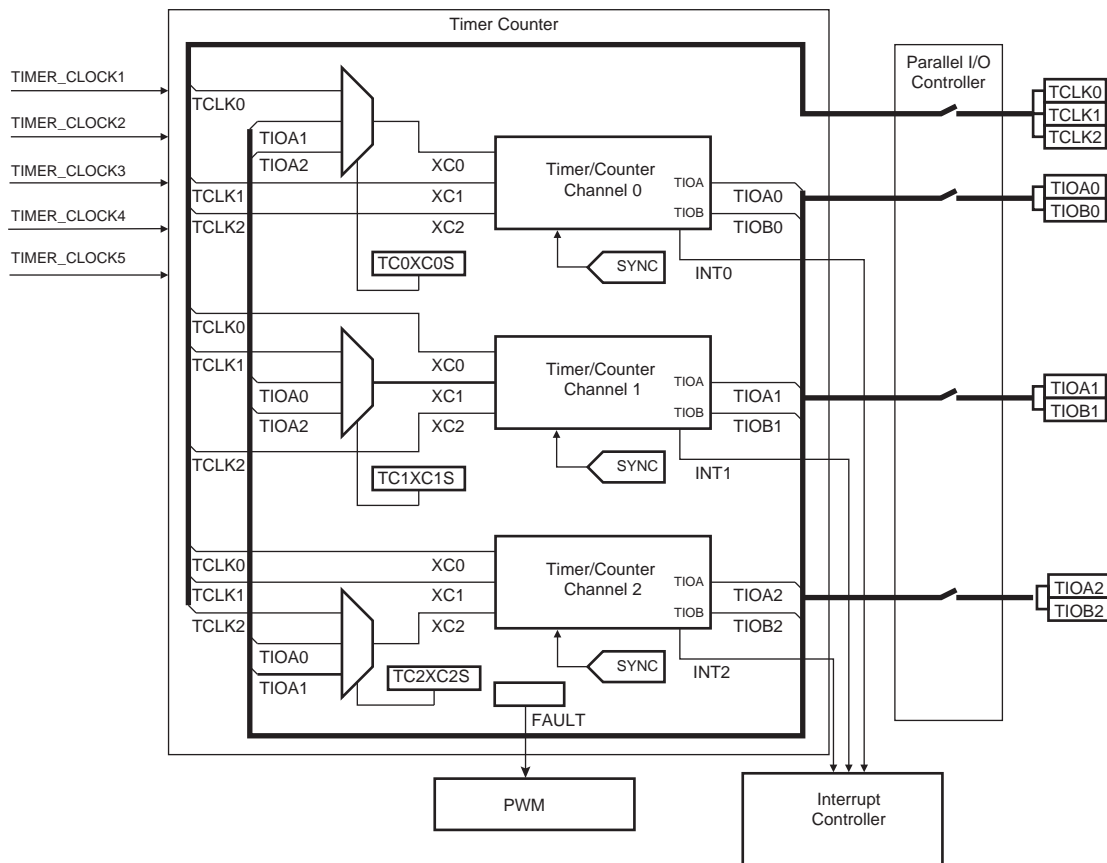 Timer Counter
TIMER_CLOCK1
TIMER_CLOCK2
TIMER_CLOCK3
TIMER_CLOCK4
TIMER_CLOCK5
TCLK0
TIOA1
TIOA2
TCLK1
TCLK2
XC0
XC1
XC2
TC0XC0S
Timer/Counter
Channel 0
TIOA
TIOB
TIOA0
TIOB0
SYNC
INT0
TCLK0
TCLK1
TIOA0
TIOA2
TCLK2
XC0
XC1
XC2
TC1XC1S
Timer/Counter
Channel 1
TIOA
TIOB
TIOA1
TIOB1
SYNC
INT1
TCLK0
TCLK1
TCLK2
TIOA0
TIOA1
XC0
XC1
XC2
TC2XC2S
Timer/Counter
Channel 2
TIOA
TIOB
TIOA2
TIOB2
SYNC
INT2
FAULT
PWM
Parallel I/O
Controller
TCLK0
TCLK1
TCLK2
TIOA0
TIOB0
TIOA1
TIOB1
TIOA2
TIOB2
Interrupt
Controller